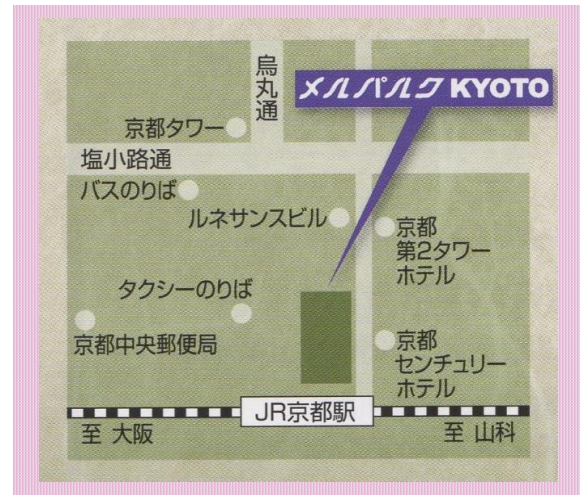 烏丸通
メルパルク KYOTO
京都タワー
塩小路通
バスのりば
ルネサンスビル
京都
第2タワー
ホテル
タクシーのりば
京都中央郵便局
京都
センチュリー
ホテル
JR京都駅
至 大阪
至 山科